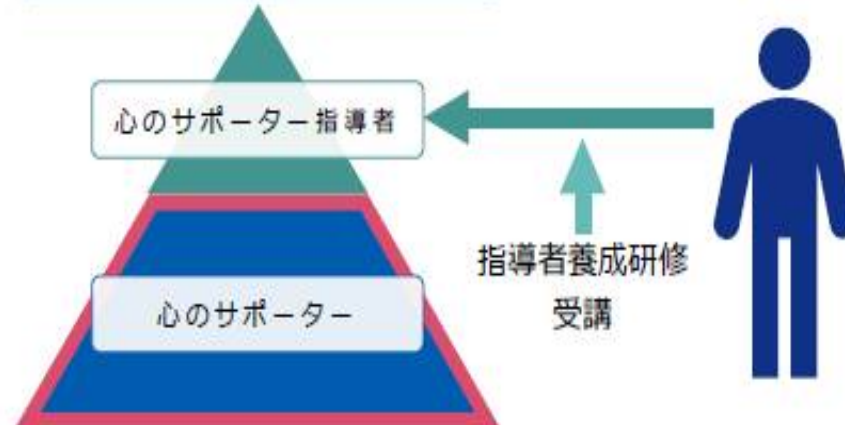 心のサポーター指導者
指導者養成研修
受講
心のサポーター